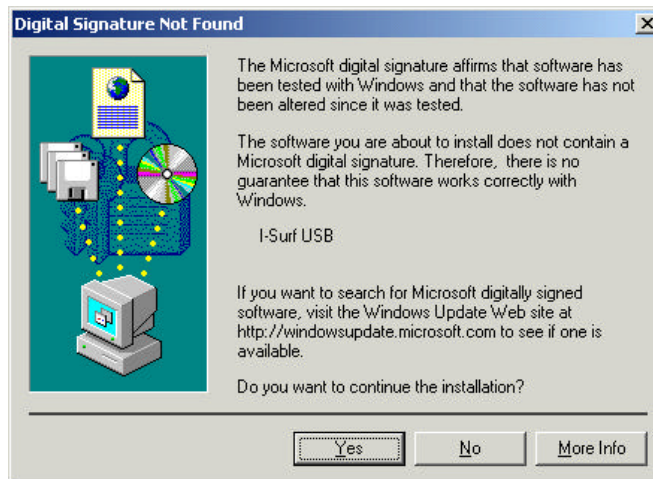 Digital Signature Not Found
The Microsoft digital signature affirms that software has
been tested with Windows and that the software has not
been altered since it was tested.
The software you are about to install does not contain a
Microsoft digital signature. Therefore, there is no
guarantee that this software works correctly with
Windows.
I-Surf USB
If you want to search for Microsoft digitally signed
software, visit the Windows Update Web site at
http://windowsupdate.microsoft.com to see if one is
available.
Do you want to continue the installation?
Yes No More Info